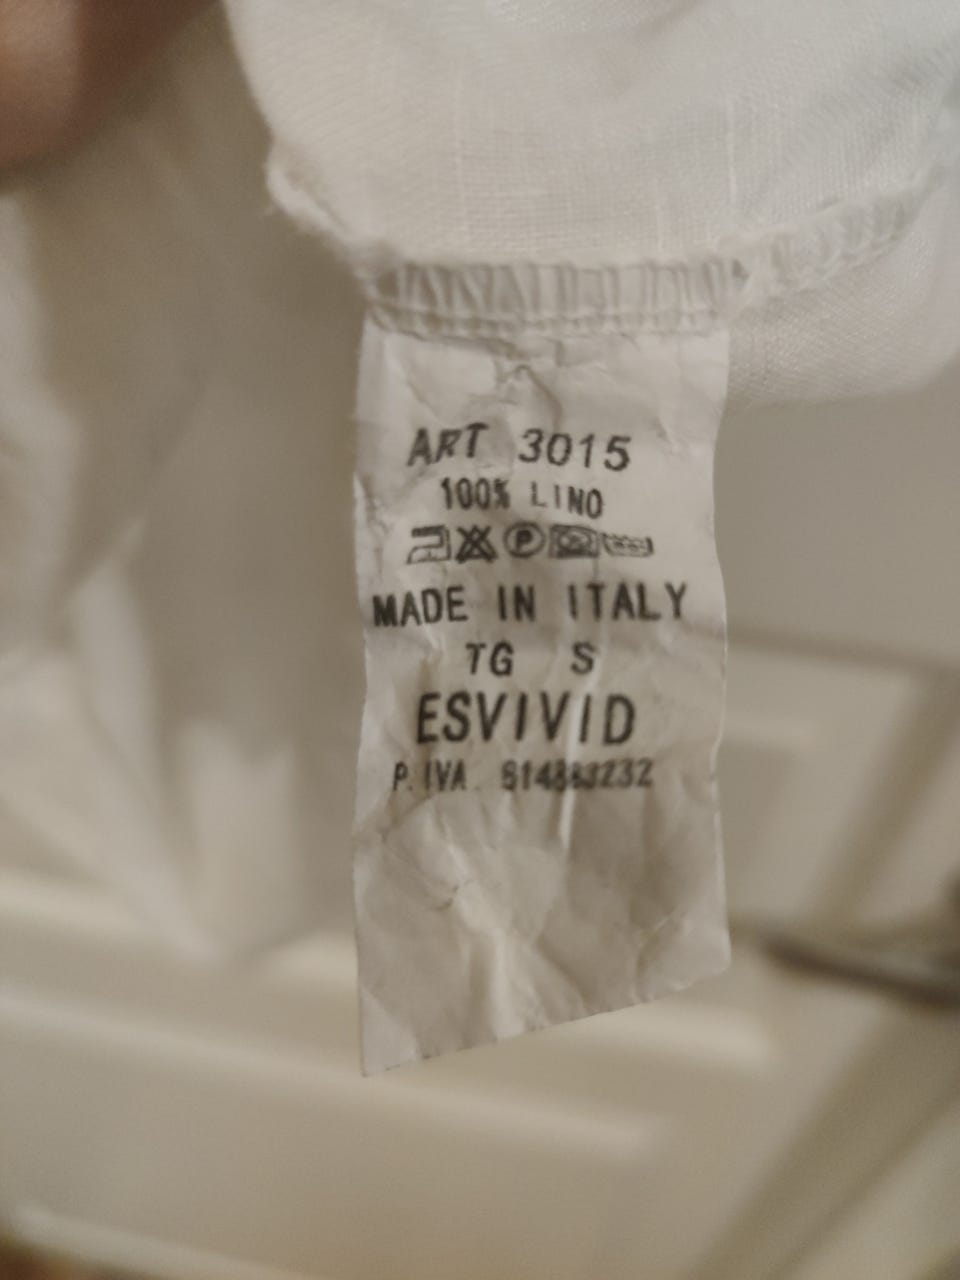 ART 3015
100% LINO
P
MADE IN ITALY
TG S
ESVIVID
P. IVA